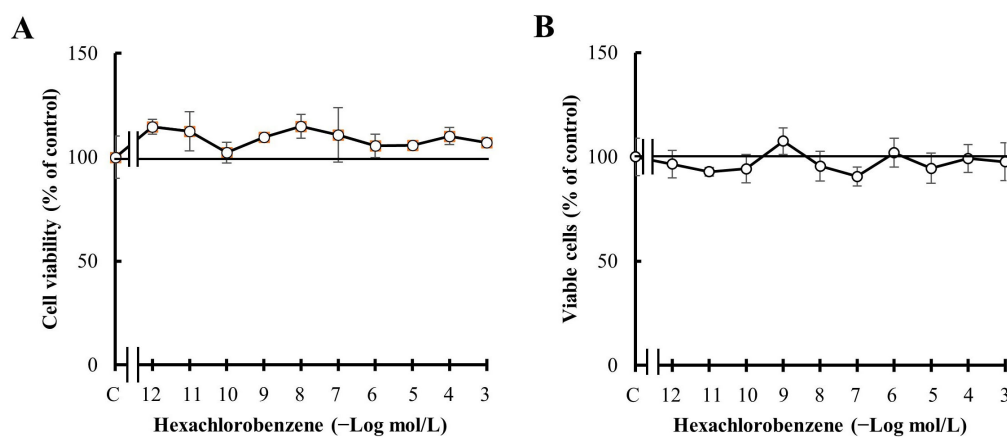 A
150
100
50
0
Cell viability (% of control)
C 12 11 10 9 8 7 6 5 4 3
Hexachlorobenzene (−Log mol/L)
B
150
100
50
0
Viable cells (% of control)
C 12 11 10 9 8 7 6 5 4 3
Hexachlorobenzene (−Log mol/L)